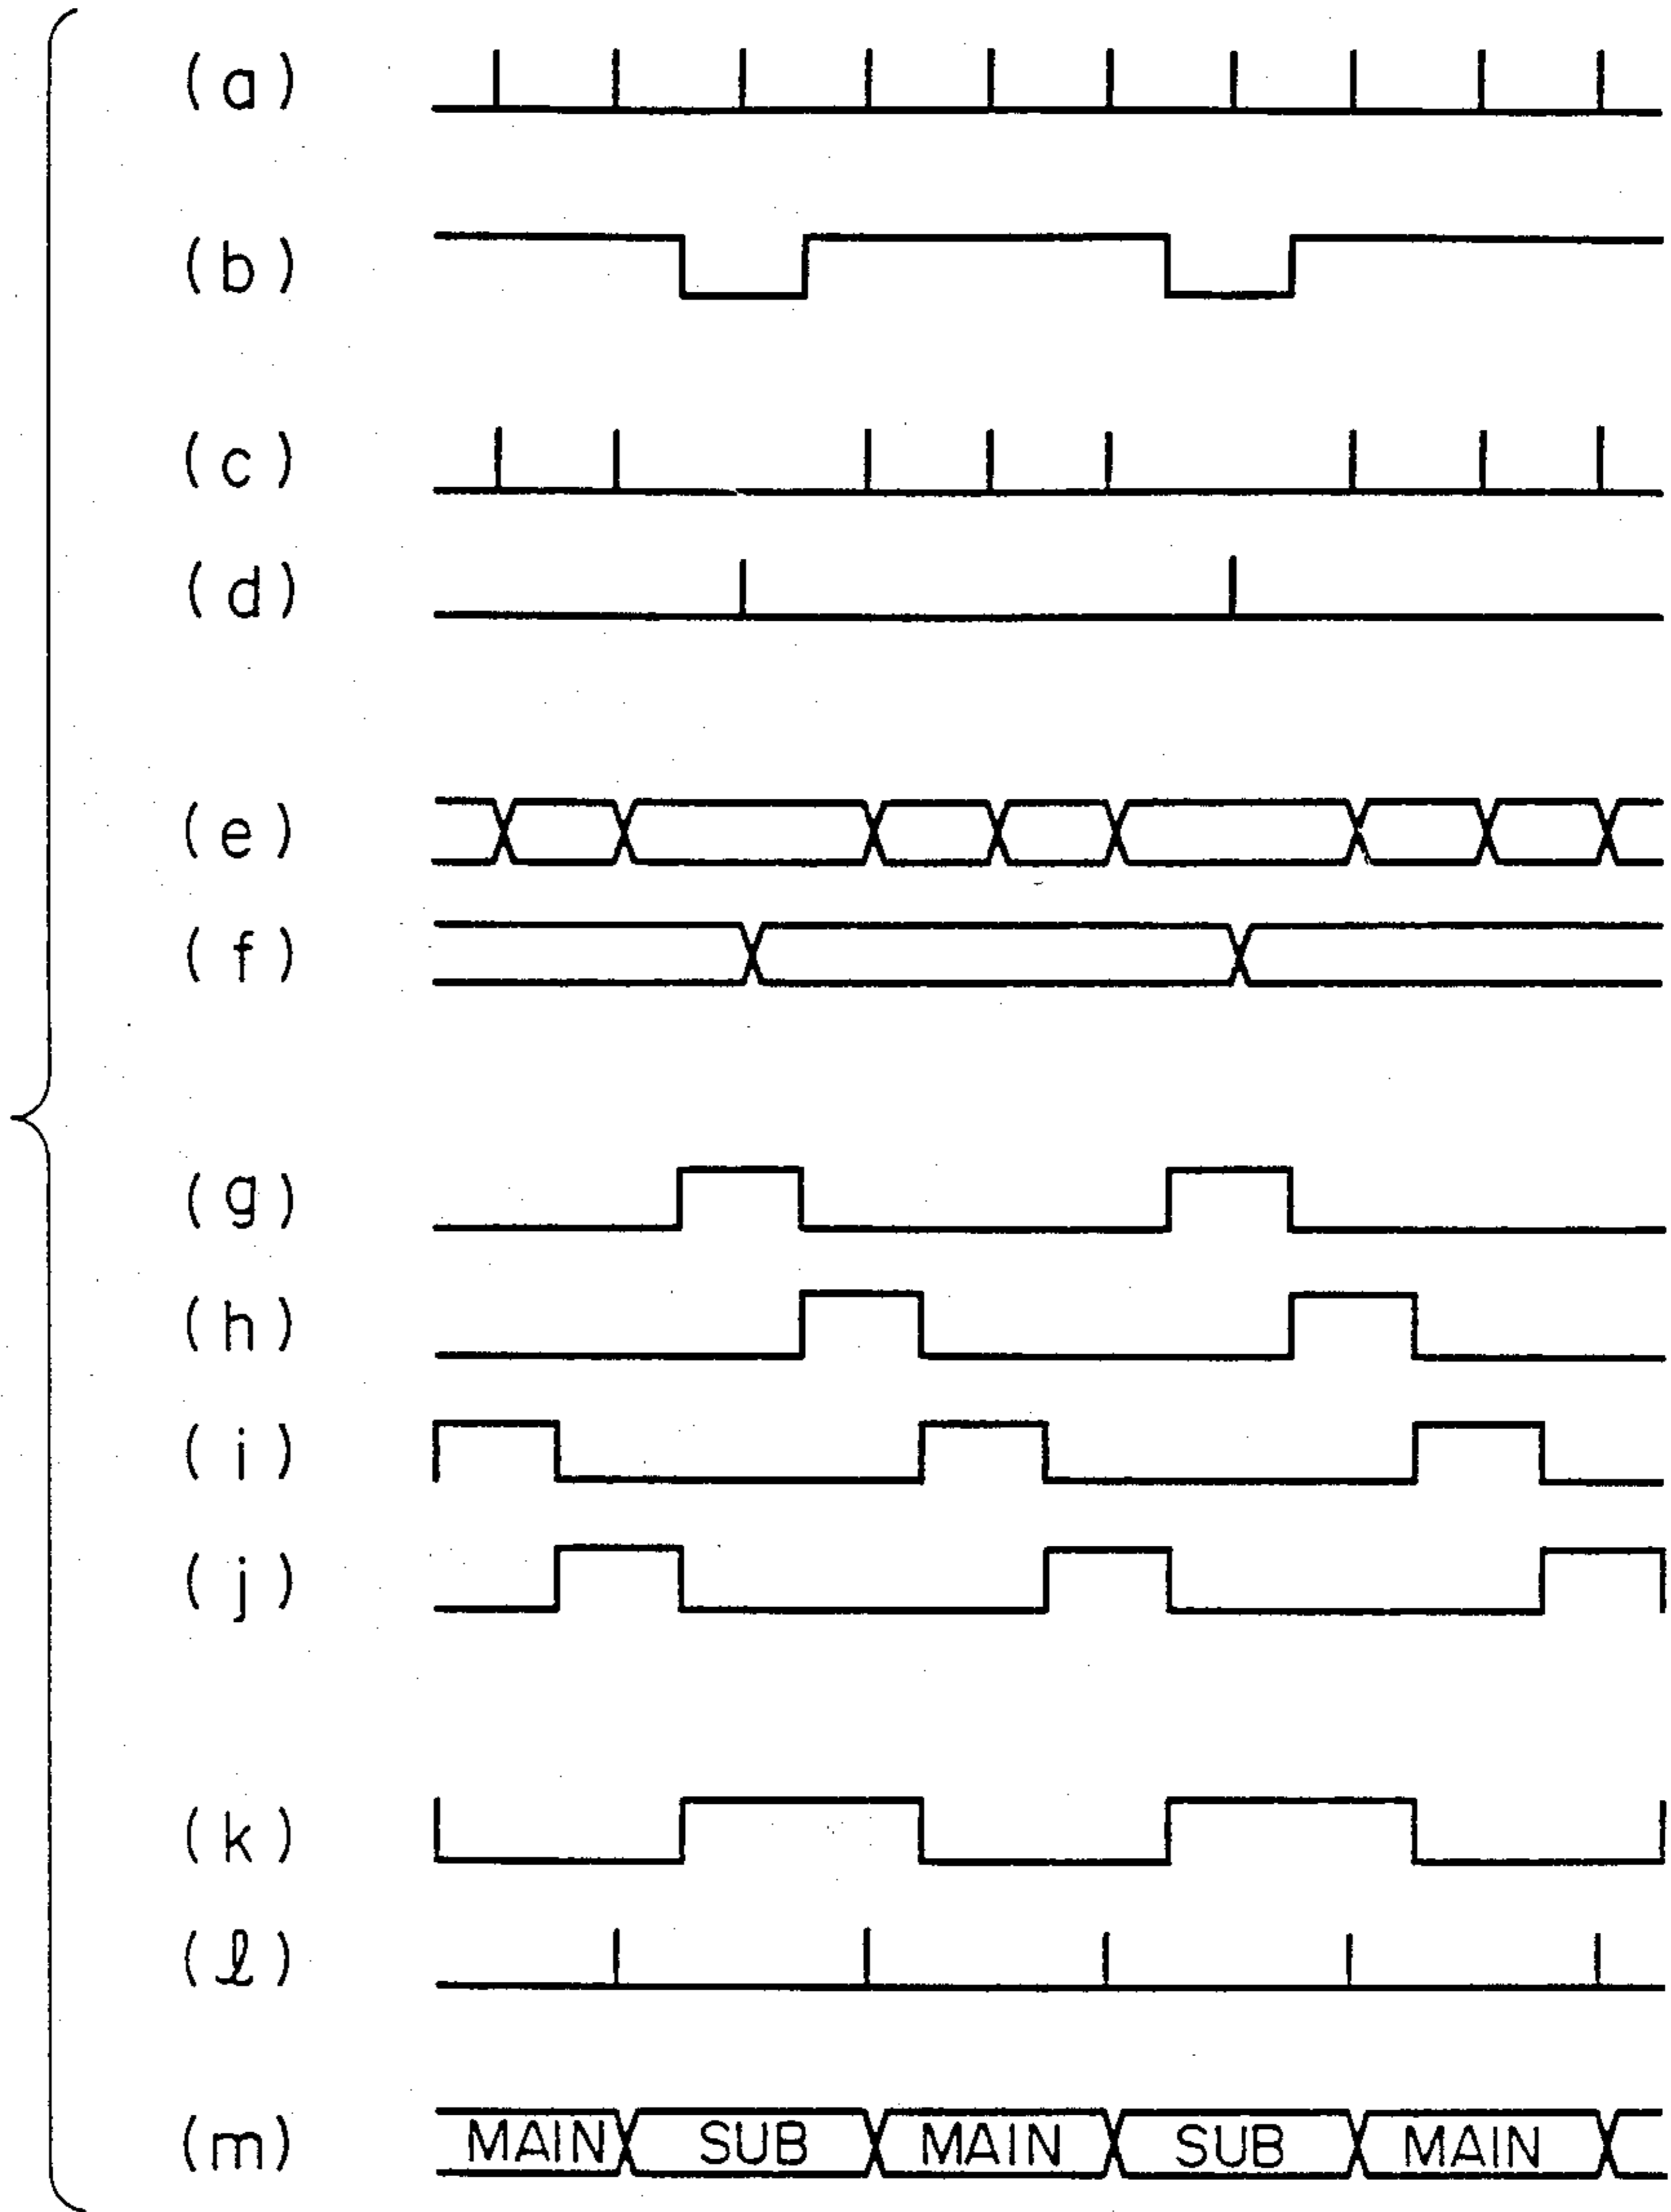 (a)
(b)
(c)
(d)
(e)
(f)
(g)
(h)
(i)
(j)
(k)
(ℓ)
(m) MAIN SUB MAIN SUB MAIN